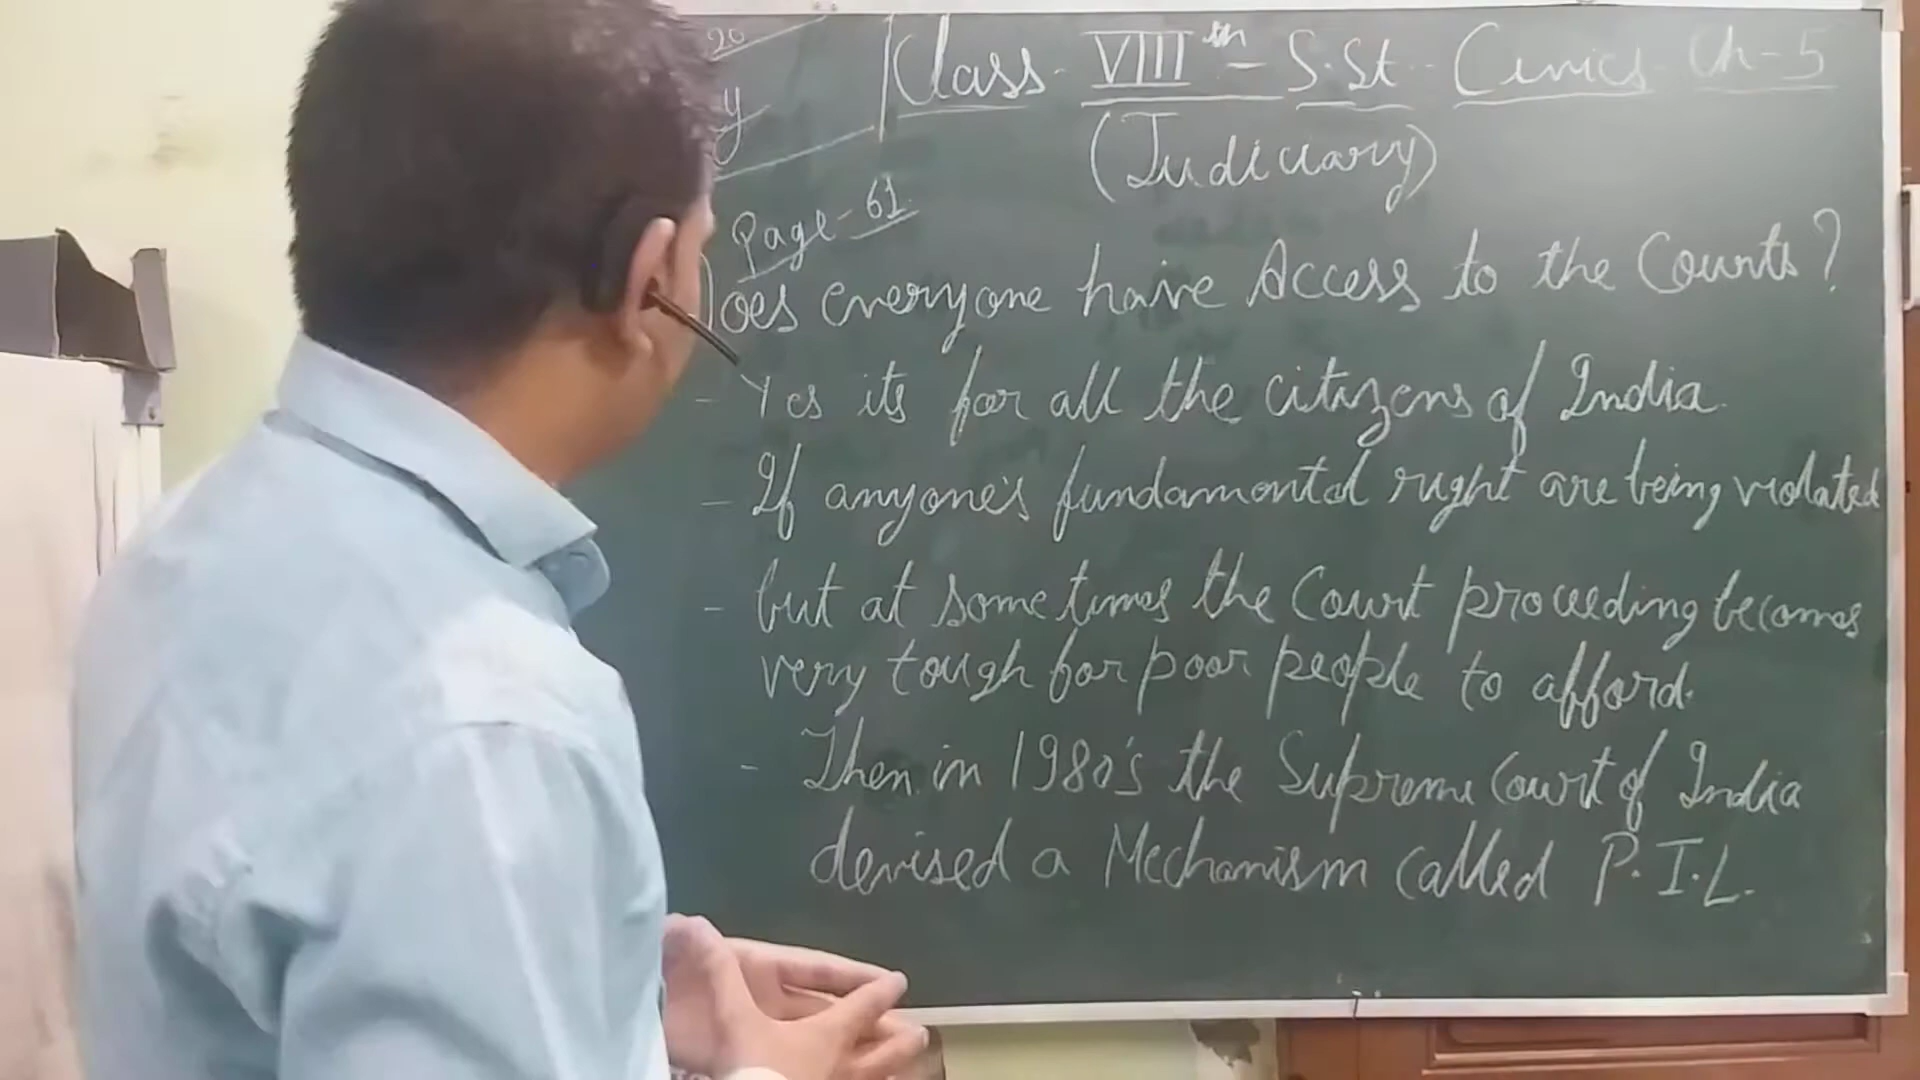 20
y
Class - VIIIth - S.St - Civics - Ch-5
(Judiciary)
Page - 61
Does everyone have Access to the Courts?
- Yes its for all the citizens of India.
- If anyone's fundamental right are being violated
- but at sometimes the Court proceeding becomes
very tough for poor people to afford.
- Then in 1980's the Supreme Court of India
devised a Mechanism called P.I.L.